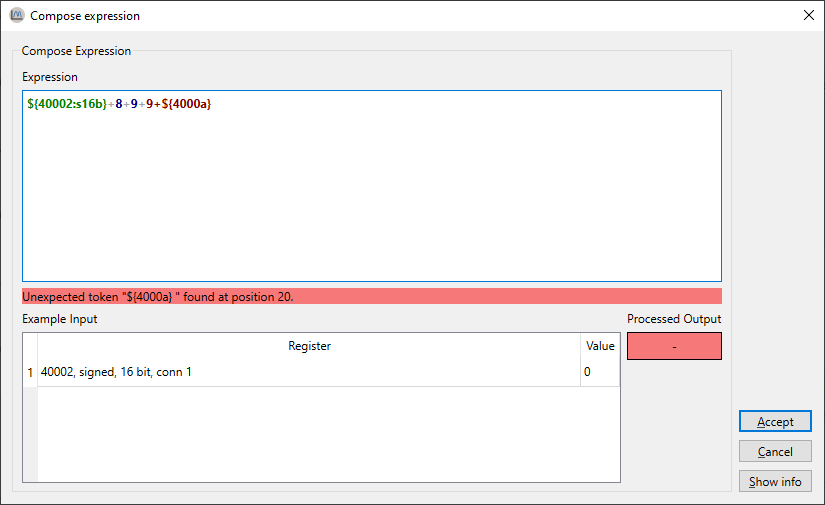 Compose expression
Compose Expression
Expression
${40002:s16b}+8+9+9+${4000a}
Unexpected token "${4000a} " found at position 20.
Example Input
Processed Output
Register
Value
-
1
40002, signed, 16 bit, conn 1
0
Accept
Cancel
Show info